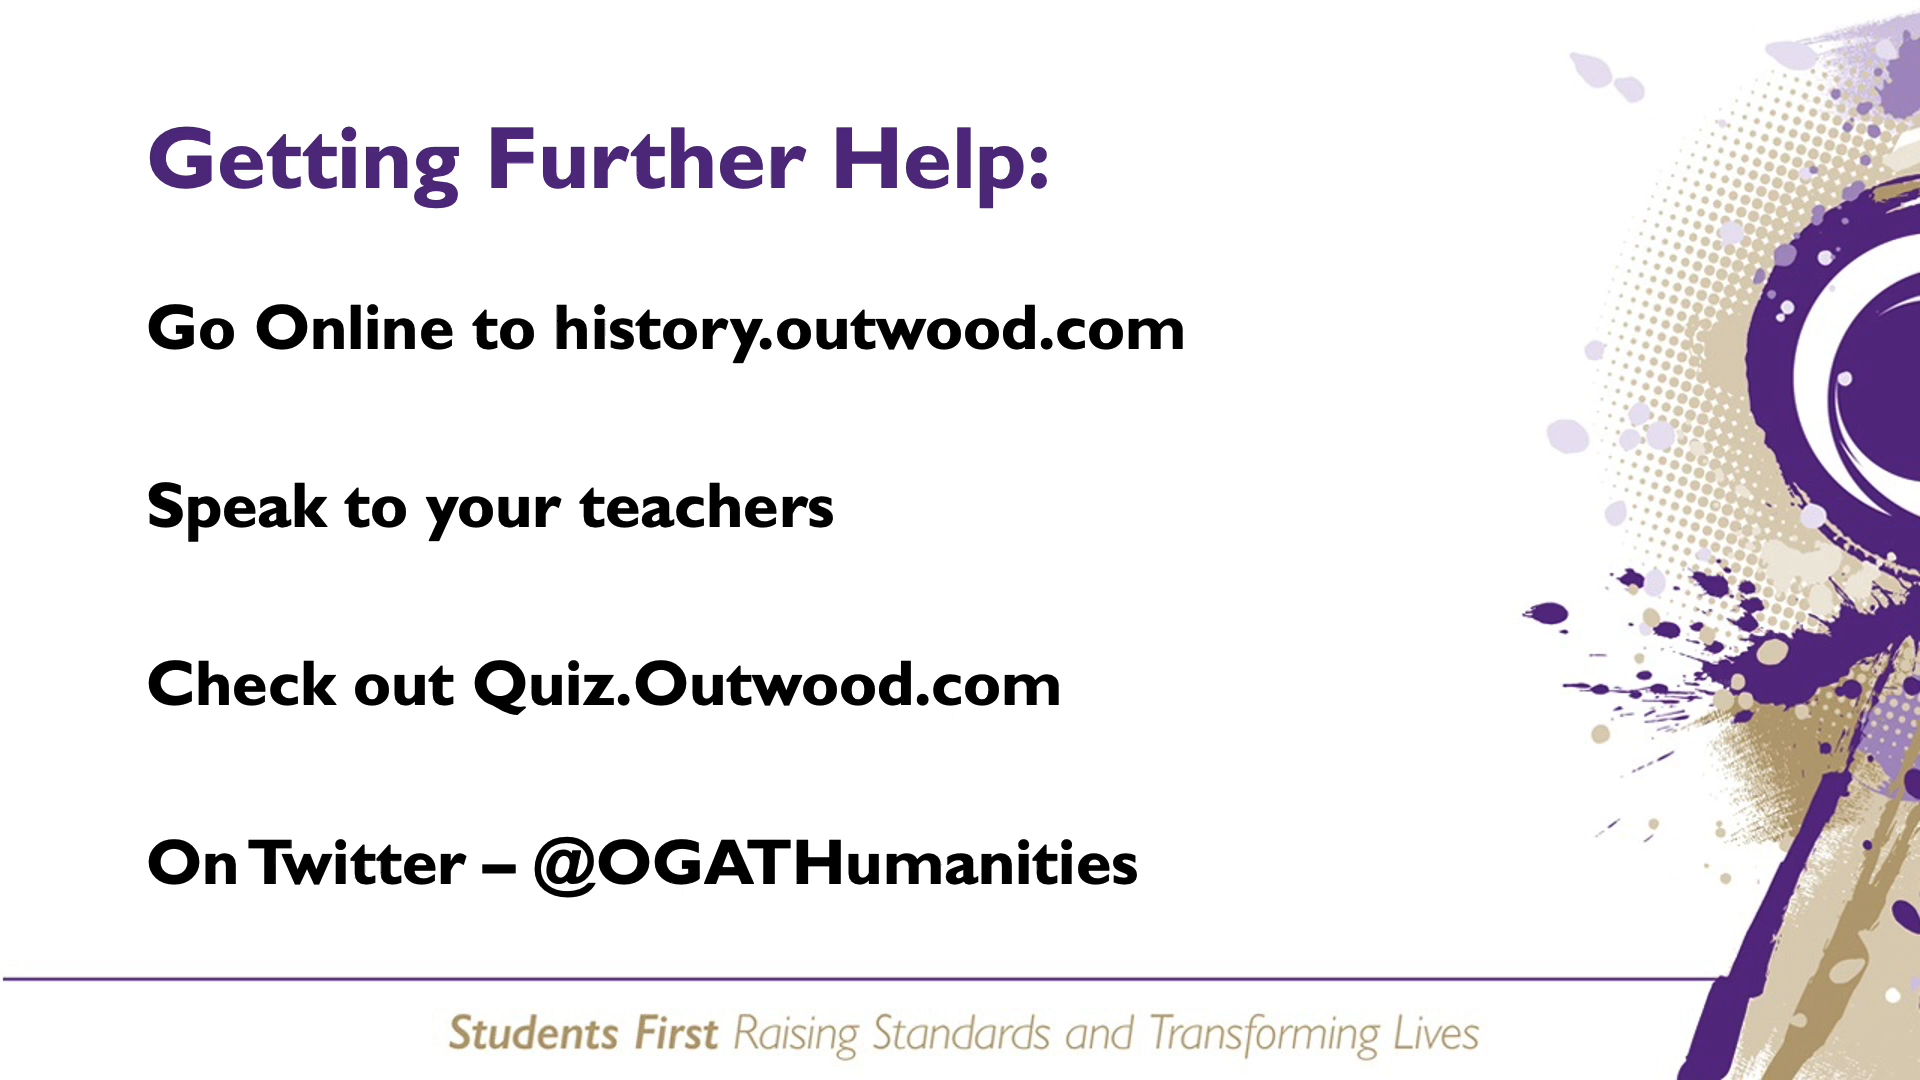 Getting Further Help:
Go Online to history.outwood.com
Speak to your teachers
Check out Quiz.Outwood.com
On Twitter – @OGATHumanities
Students First Raising Standards and Transforming Lives